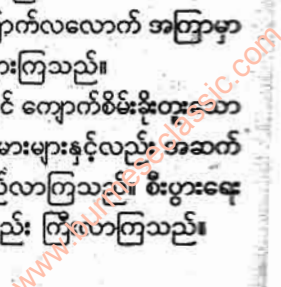 ောက်လလောက် အကြာမှာ
ားကြသည်။
င် ကျောက်စိမ်းခိုးတူးသော
မားများနှင့်လည်း အဆက်
လာကြသည်။ စီးပွားရေး
ည်း ကြီးလာကြသည်။
www.burmeseclassic.com